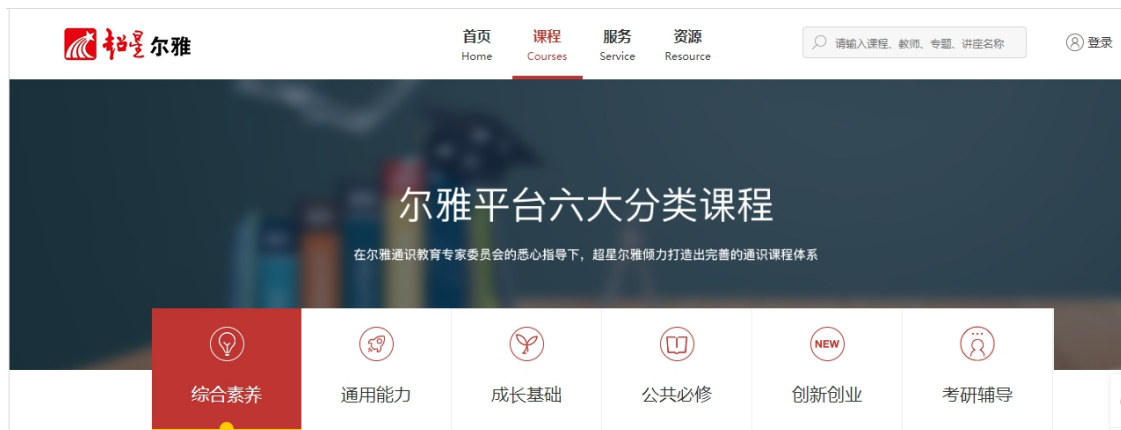 超星尔雅
首页 课程 服务 资源
Home Courses Service Resource
请输入课程、教师、专题、讲座名称
登录
尔雅平台六大分类课程
在尔雅通识教育专家委员会的悉心指导下，超星尔雅倾力打造出完善的通识课程体系
NEW
综合素养 通用能力 成长基础 公共必修 创新创业 考研辅导